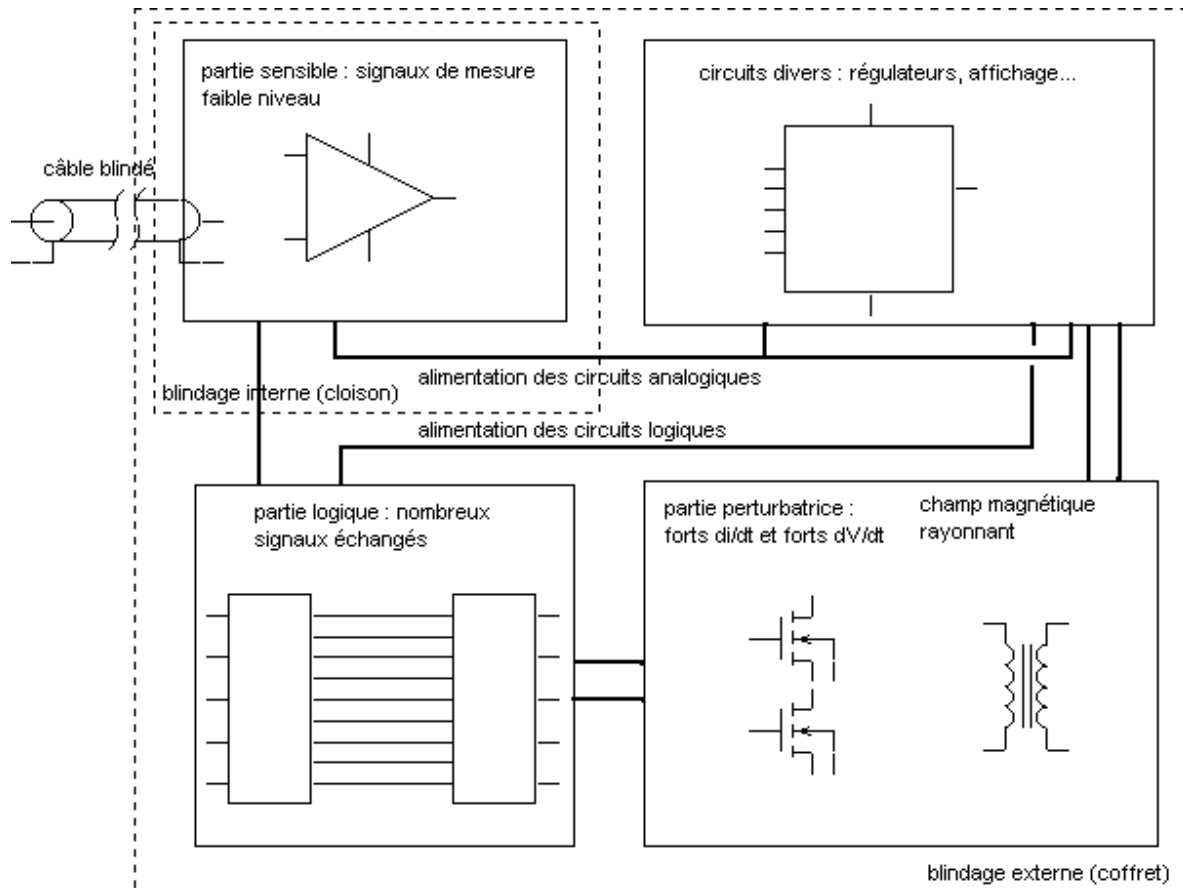 partie sensible : signaux de mesure
faible niveau
circuits divers : régulateurs, affichage...
câble blindé
alimentation des circuits analogiques
blindage interne (cloison)
alimentation des circuits logiques
partie logique : nombreux
signaux échangés
partie perturbatrice :
forts di/dt et forts dV/dt
champ magnétique
rayonnant
blindage externe (coffret)